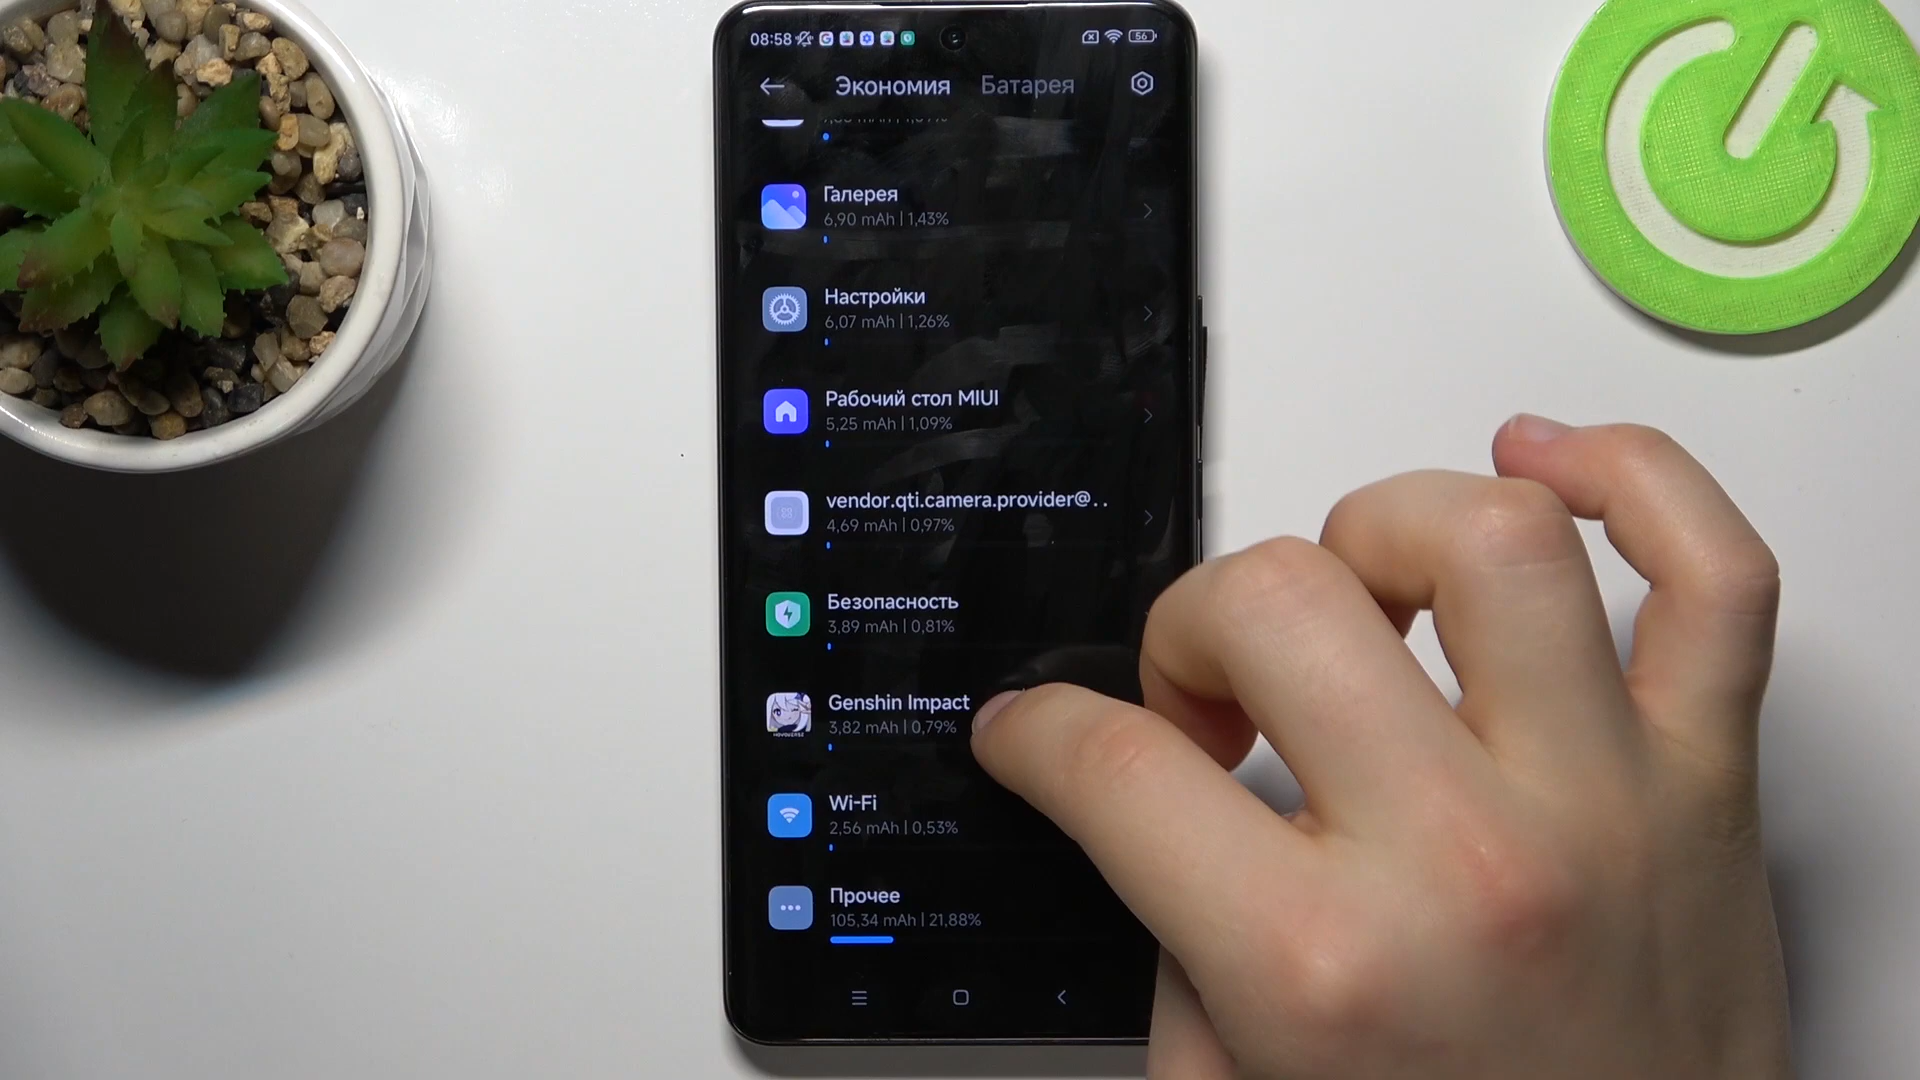 08:58
56
Экономия Батарея
Галерея
6,90 mAh | 1,43%
Настройки
6,07 mAh | 1,26%
Рабочий стол MIUI
5,25 mAh | 1,09%
vendor.qti.camera.provider@..
4,69 mAh | 0,97%
Безопасность
3,89 mAh | 0,81%
Genshin Impact
3,82 mAh | 0,79%
Wi-Fi
2,56 mAh | 0,53%
Прочее
105,34 mAh | 21,88%